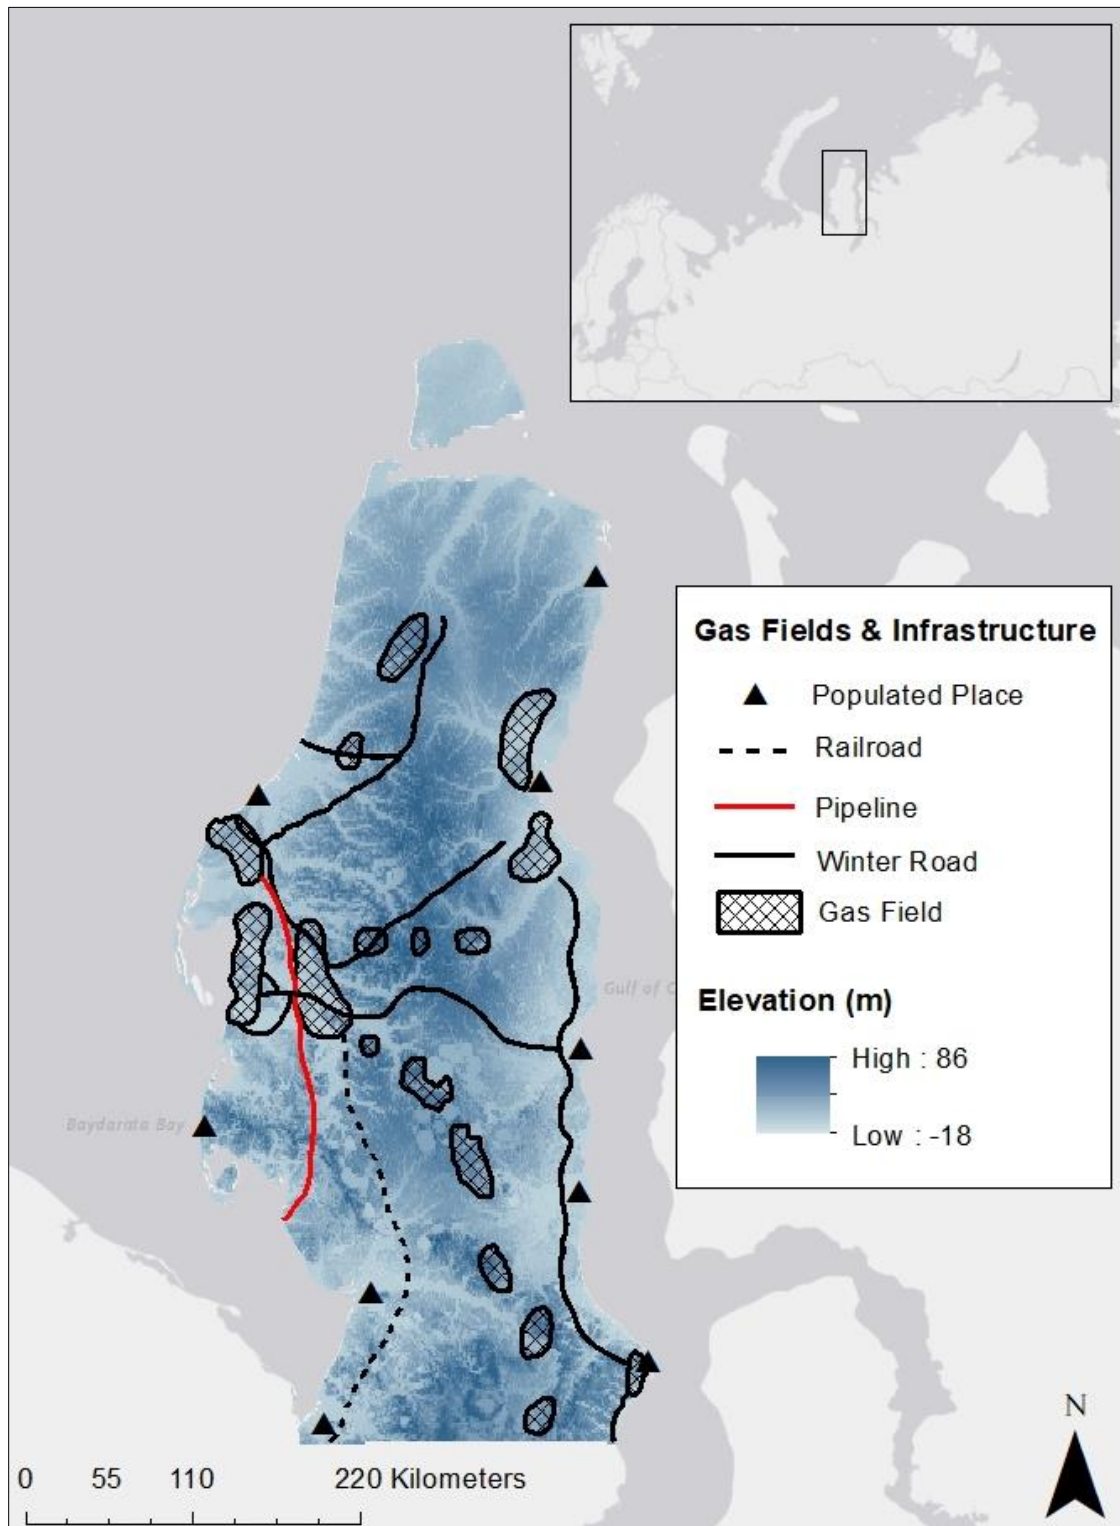 Gas Fields & Infrastructure
Populated Place
Railroad
Pipeline
Winter Road
Gas Field
Gulf of
Elevation (m)
High : 86
Low : -18
Baydarata Bay
N
0 55 110 220 Kilometers